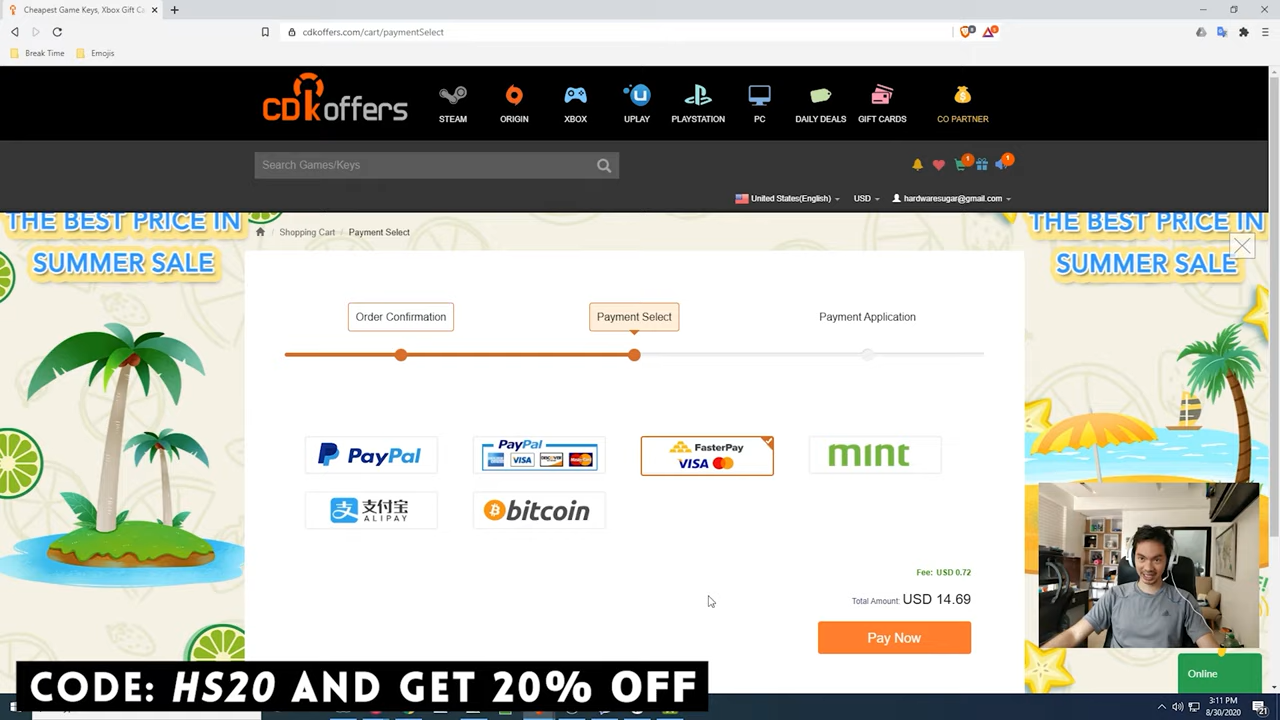 Cheapest Game Keys, Xbox Gift C
cdkoffers.com/cart/paymentSelect
Break Time
Emojis
CDkoffers
STEAM
ORIGIN
XBOX
UPLAY
PLAYSTATION
PC
DAILY DEALS
GIFT CARDS
CO PARTNER
Search Games/Keys
1
1
United States(English)
USD
hardwaresugar@gmail.com
THE BEST PRICE IN
SUMMER SALE
THE BEST PRICE IN
SUMMER SALE
Shopping Cart / Payment Select
Order Confirmation
Payment Select
Payment Application
PayPal
PayPal
VISA
DISCOVER
FasterPay
VISA
mint
支付宝
ALIPAY
bitcoin
Fee: USD 0.72
Total Amount: USD 14.69
Pay Now
Online
CODE: HS20 AND GET 20% OFF
3:11 PM
8/30/2020
21